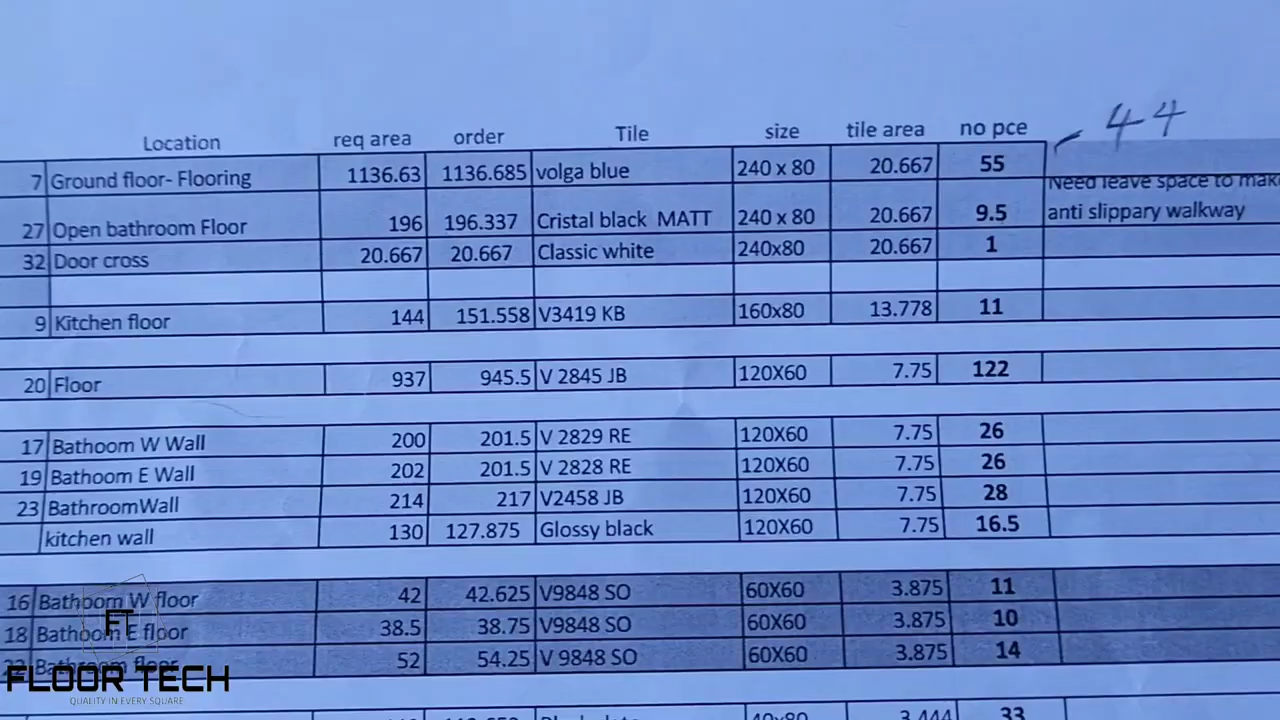 44
Location req area order Tile size tile area no pce
7 Ground floor- Flooring 1136.63 1136.685 volga blue 240 x 80 20.667 55
Need leave space to make
27 Open bathroom Floor 196 196.337 Cristal black MATT 240 x 80 20.667 9.5 anti slippary walkway
32 Door cross 20.667 20.667 Classic white 240x80 20.667 1
9 Kitchen floor 144 151.558 V3419 KB 160x80 13.778 11
20 Floor 937 945.5 V 2845 JB 120X60 7.75 122
17 Bathoom W Wall 200 201.5 V 2829 RE 120X60 7.75 26
19 Bathoom E Wall 202 201.5 V 2828 RE 120X60 7.75 26
23 BathroomWall 214 217 V2458 JB 120X60 7.75 28
kitchen wall 130 127.875 Glossy black 120X60 7.75 16.5
16 Bathoom W floor 42 42.625 V9848 SO 60X60 3.875 11
18 Bathoom E floor 38.5 38.75 V9848 SO 60X60 3.875 10
Bathroom floor 52 54.25 V 9848 SO 60X60 3.875 14
40x80 3.444 33
FT
FLOOR TECH
QUALITY IN EVERY SQUARE